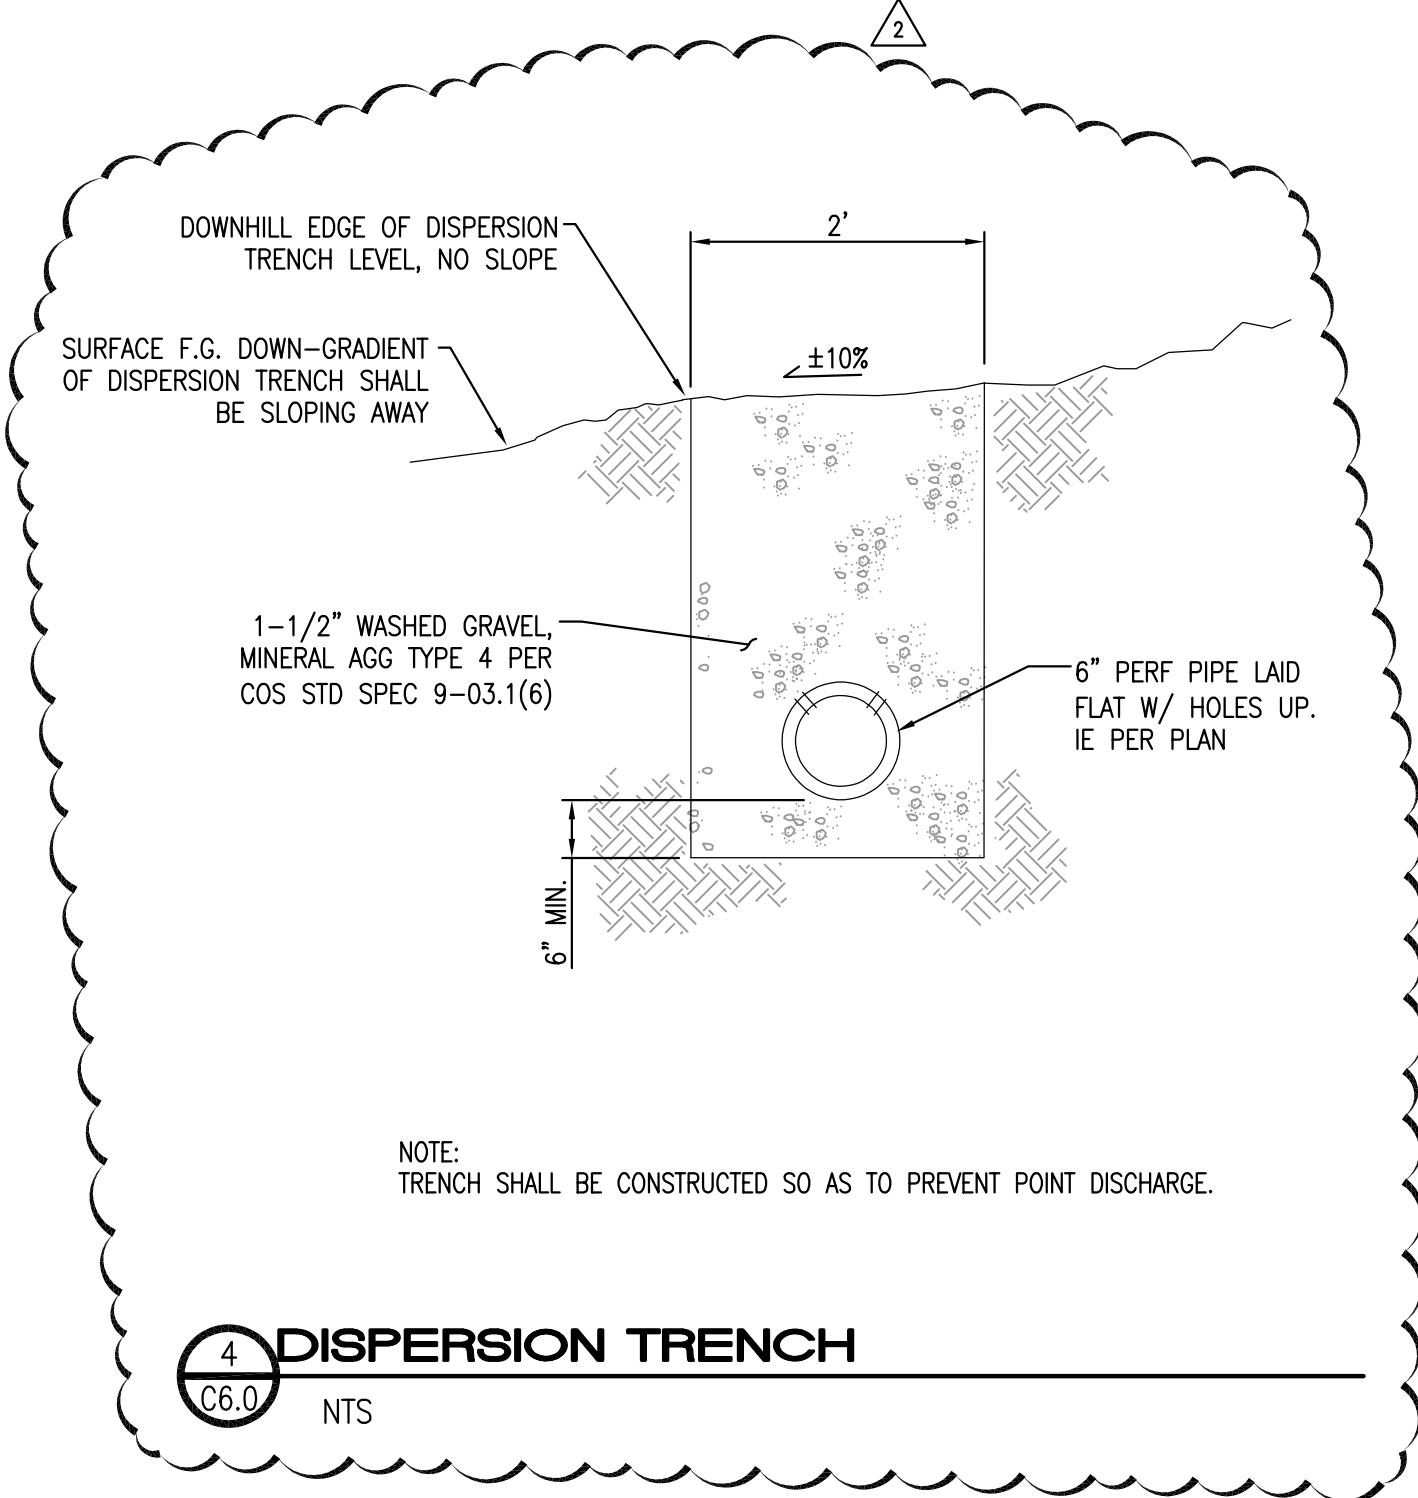 2
DOWNHILL EDGE OF DISPERSION
TRENCH LEVEL, NO SLOPE
2'
SURFACE F.G. DOWN-GRADIENT
OF DISPERSION TRENCH SHALL
BE SLOPING AWAY
±10%
1-1/2" WASHED GRAVEL,
MINERAL AGG TYPE 4 PER
COS STD SPEC 9-03.1(6)
6" PERF PIPE LAID
FLAT W/ HOLES UP.
IE PER PLAN
6" MIN.
NOTE:
TRENCH SHALL BE CONSTRUCTED SO AS TO PREVENT POINT DISCHARGE.
4
C6.0
DISPERSION TRENCH
NTS